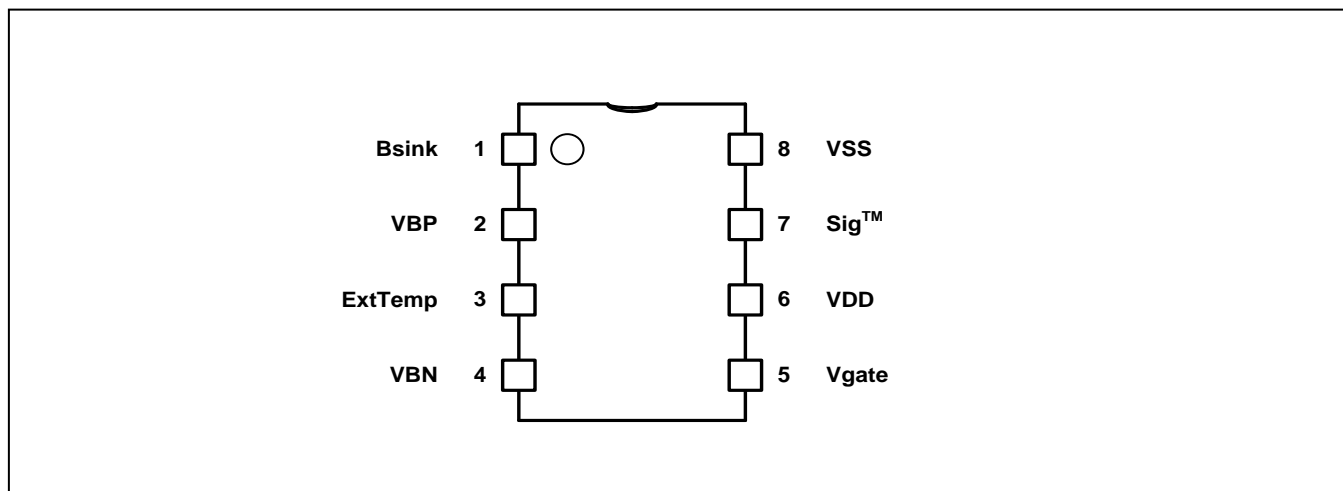 Bsink 1 8 VSS
VBP 2 7 Sig™
ExtTemp 3 6 VDD
VBN 4 5 Vgate